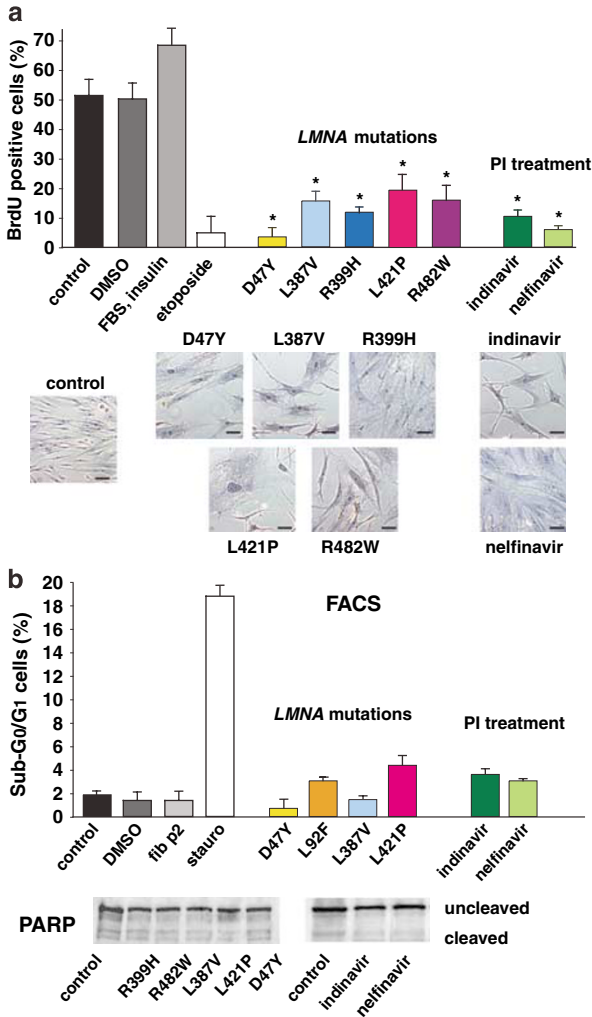 a
BrdU positive cells (%)
70
60
50
40
30
20
10
0
LMNA mutations
PI treatment
* * * * * * *
control DMSO FBS, insulin etoposide D47Y L387V R399H L421P R482W indinavir nelfinavir
D47Y L387V R399H indinavir
control
L421P R482W nelfinavir
b
Sub-G0/G1 cells (%)
20
18
16
14
12
10
8
6
4
2
0
FACS
LMNA mutations
PI treatment
control DMSO fib p2 stauro D47Y L92F L387V L421P indinavir nelfinavir
PARP
uncleaved
cleaved
control R399H R482W L387V L421P D47Y control indinavir nelfinavir